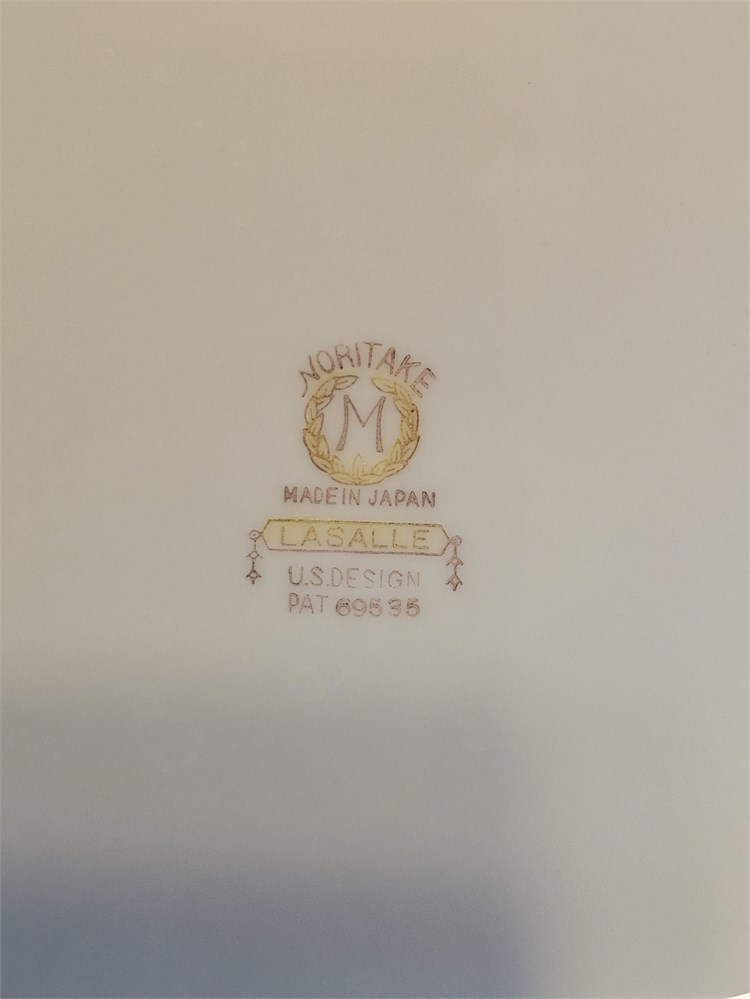 NORITAKE
M
MADE IN JAPAN
LASALLE
U.S.DESIGN
PAT 69535